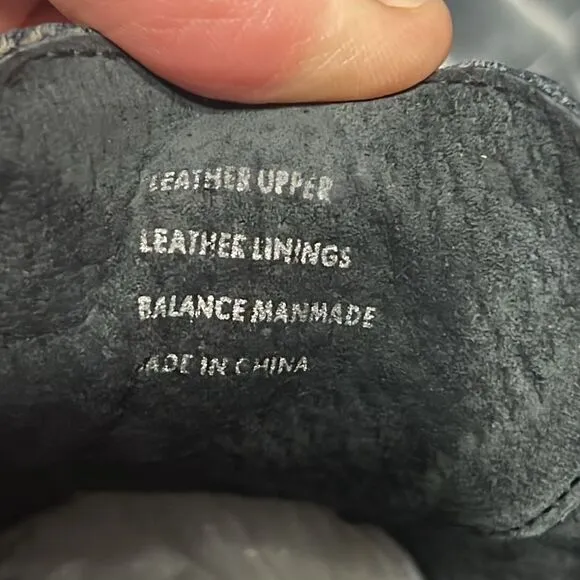 LEATHER UPPER
LEATHER LININGS
BALANCE MANMADE
MADE IN CHINA